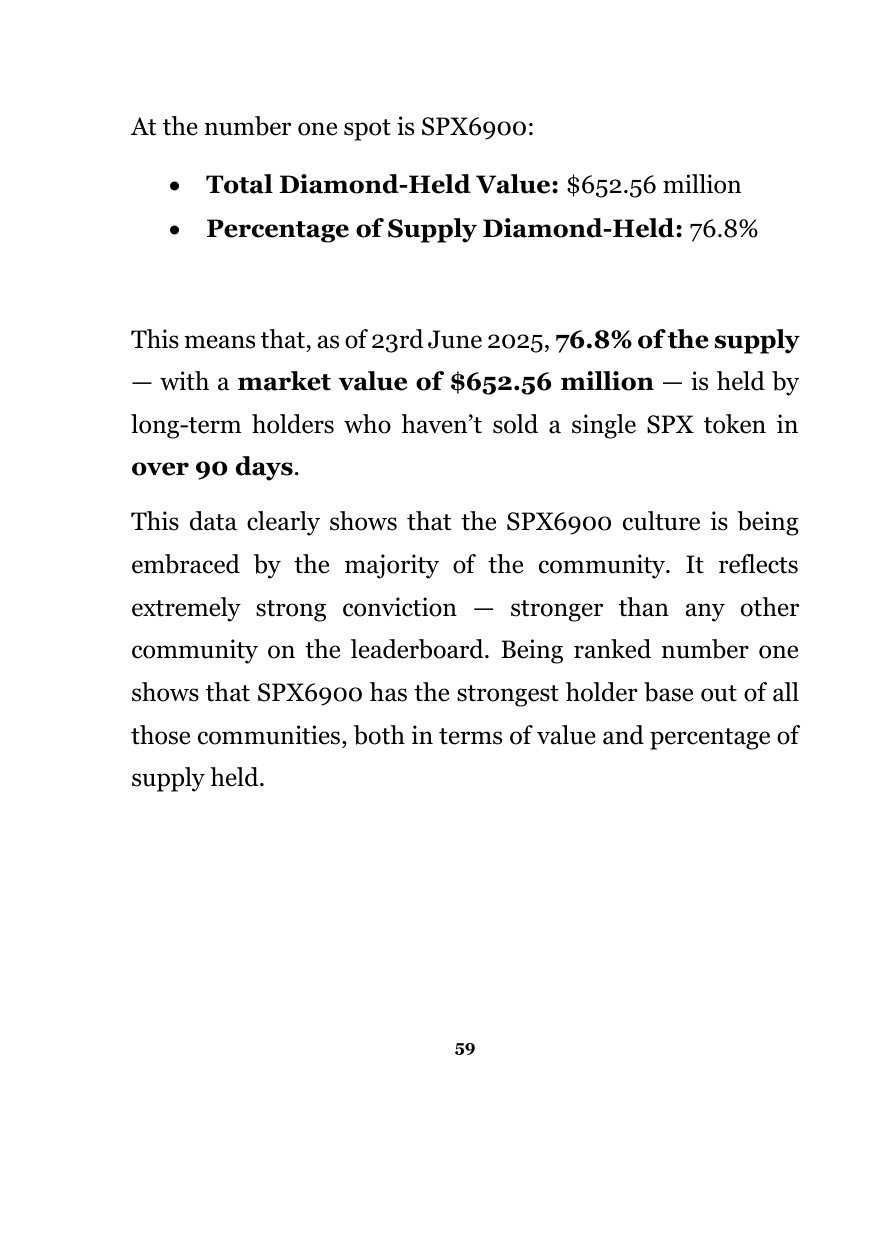 At the number one spot is SPX6900:
• Total Diamond-Held Value: $652.56 million
• Percentage of Supply Diamond-Held: 76.8%
This means that, as of 23rd June 2025, 76.8% of the supply
— with a market value of $652.56 million — is held by
long-term holders who haven’t sold a single SPX token in
over 90 days.
This data clearly shows that the SPX6900 culture is being
embraced by the majority of the community. It reflects
extremely strong conviction — stronger than any other
community on the leaderboard. Being ranked number one
shows that SPX6900 has the strongest holder base out of all
those communities, both in terms of value and percentage of
supply held.
59